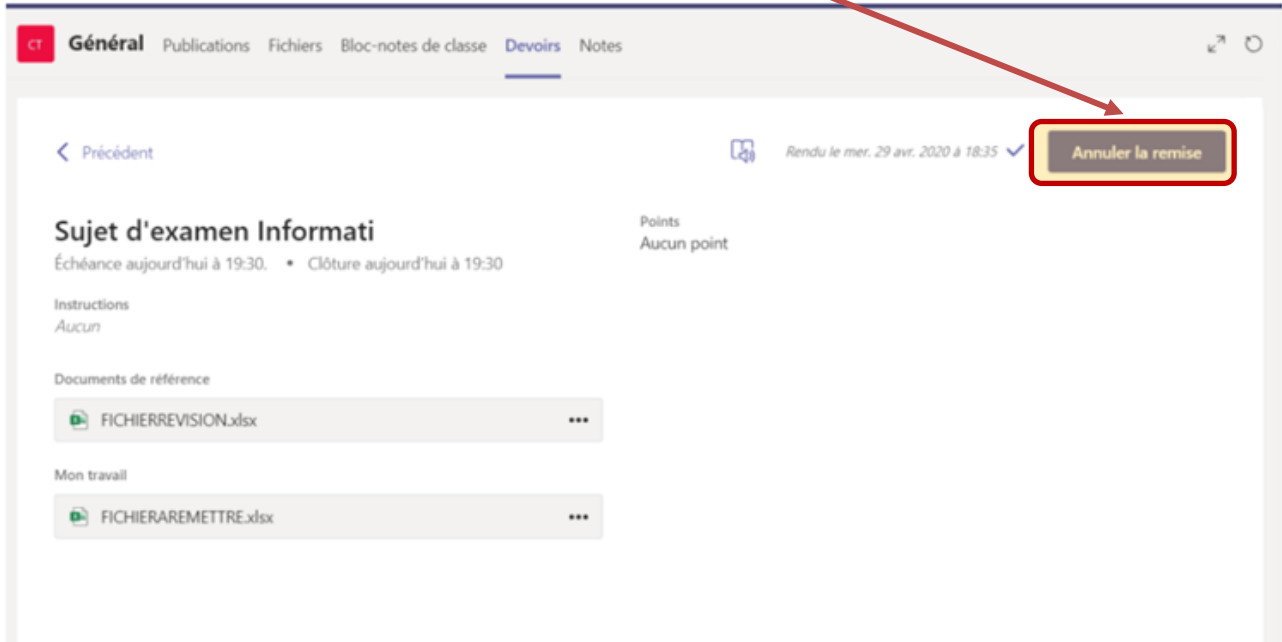 CT Général Publications Fichiers Bloc-notes de classe Devoirs Notes
Précédent
Rendu le mer. 29 avr. 2020 à 18:35
Annuler la remise
Sujet d'examen Informati
Points
Aucun point
Échéance aujourd'hui à 19:30. • Clôture aujourd'hui à 19:30
Instructions
Aucun
Documents de référence
FICHIERREVISION.xlsx
Mon travail
FICHIERAREMETTRE.xlsx